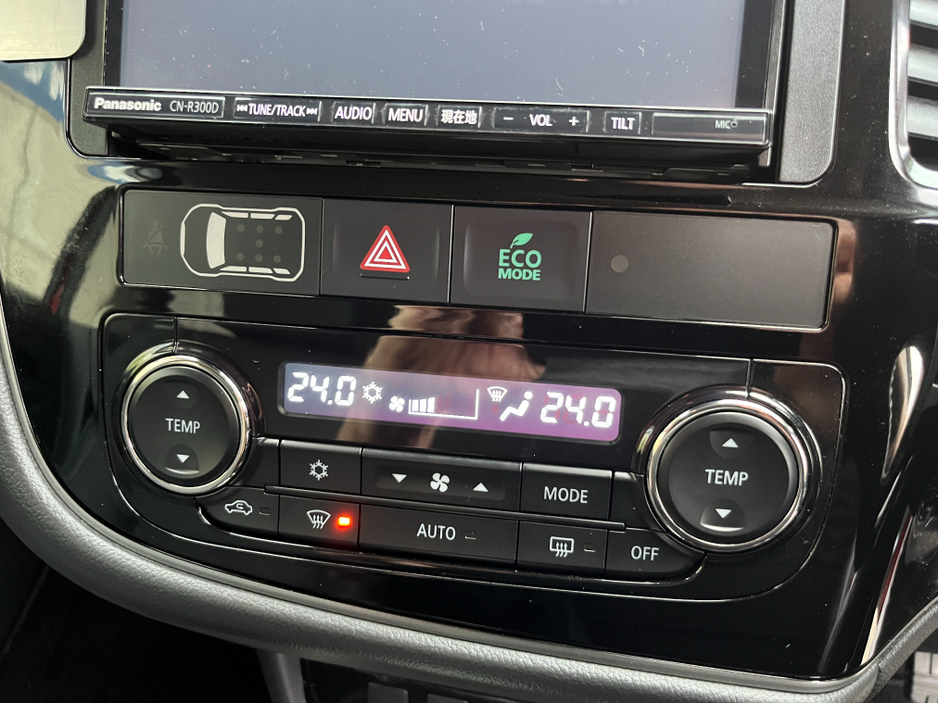 Panasonic CN-R300D TUNE/TRACK AUDIO MENU 現在地 − VOL + TILT MIC
ECO
MODE
24.0 24.0
TEMP
TEMP
MODE
AUTO
OFF